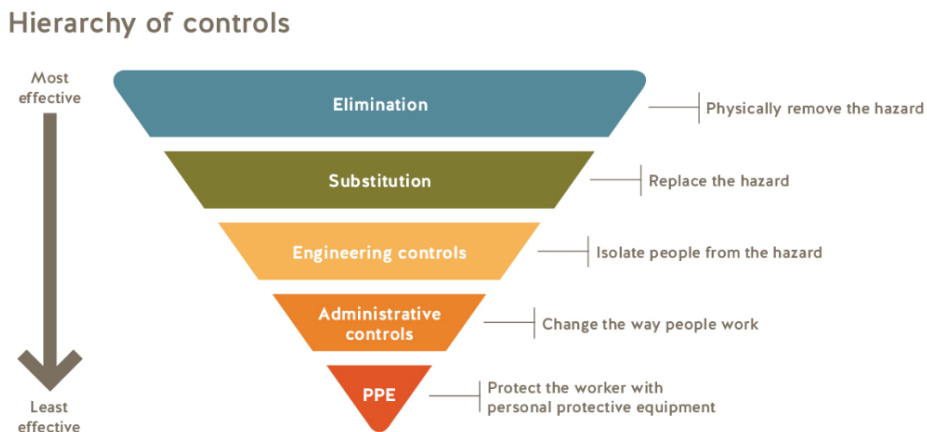 Hierarchy of controls
Most
effective
Elimination
Physically remove the hazard
Substitution
Replace the hazard
Engineering controls
Isolate people from the hazard
Administrative
controls
Change the way people work
PPE
Protect the worker with
personal protective equipment
Least
effective